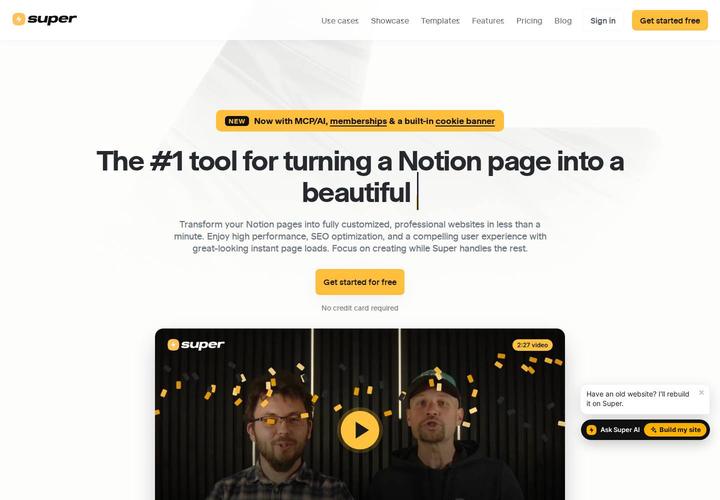 super
Use cases Showcase Templates Features Pricing Blog Sign in Get started free
NEW Now with MCP/AI, memberships & a built-in cookie banner
The #1 tool for turning a Notion page into a
beautiful
Transform your Notion pages into fully customized, professional websites in less than a
minute. Enjoy high performance, SEO optimization, and a compelling user experience with
great-looking instant page loads. Focus on creating while Super handles the rest.
Get started for free
No credit card required
super
2:27 video
Have an old website? I'll rebuild
it on Super.
Ask Super AI Build my site